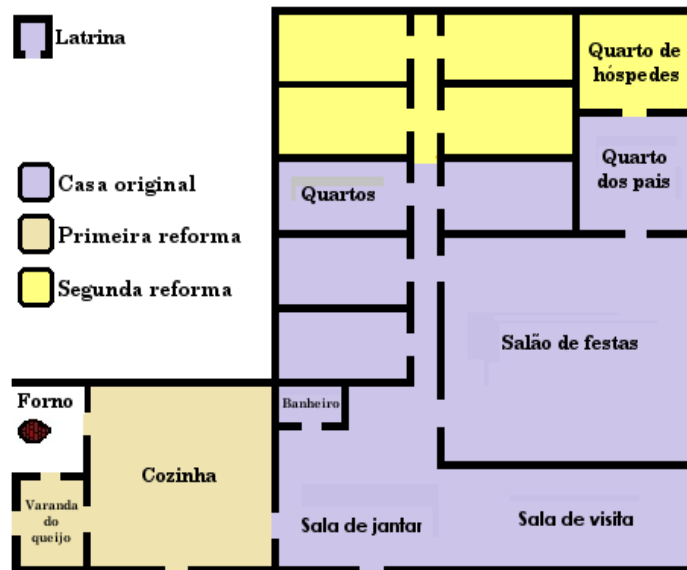 Latrina
Quarto de
hóspedes
Casa original
Quartos
Quarto
dos pais
Primeira reforma
Segunda reforma
Salão de festas
Forno
Banheiro
Cozinha
Varanda
do
queijo
Sala de jantar
Sala de visita